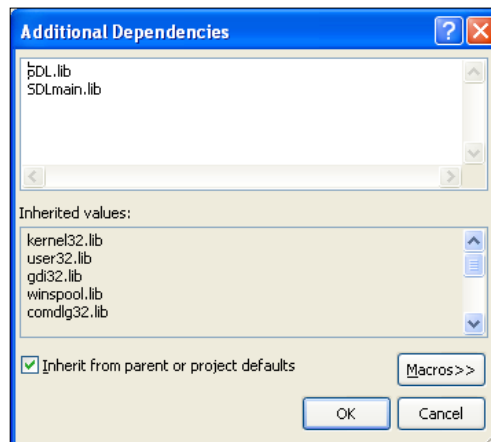 Additional Dependencies
SDL.lib
SDLmain.lib
Inherited values:
kernel32.lib
user32.lib
gdi32.lib
winspool.lib
comdlg32.lib
Inherit from parent or project defaults
Macros>>
OK
Cancel